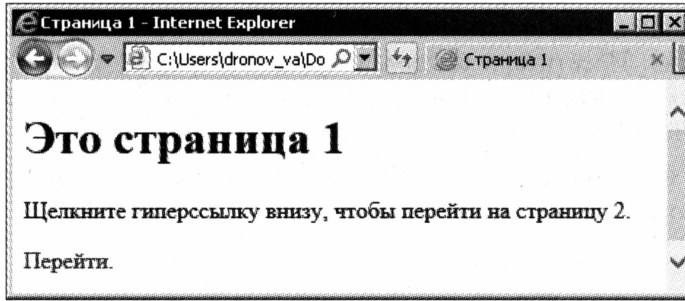 Страница 1 - Internet Explorer
C:\Users\dronov_va\Do
Страница 1
Это страница 1
Щелкните гиперссылку внизу, чтобы перейти на страницу 2.
Перейти.